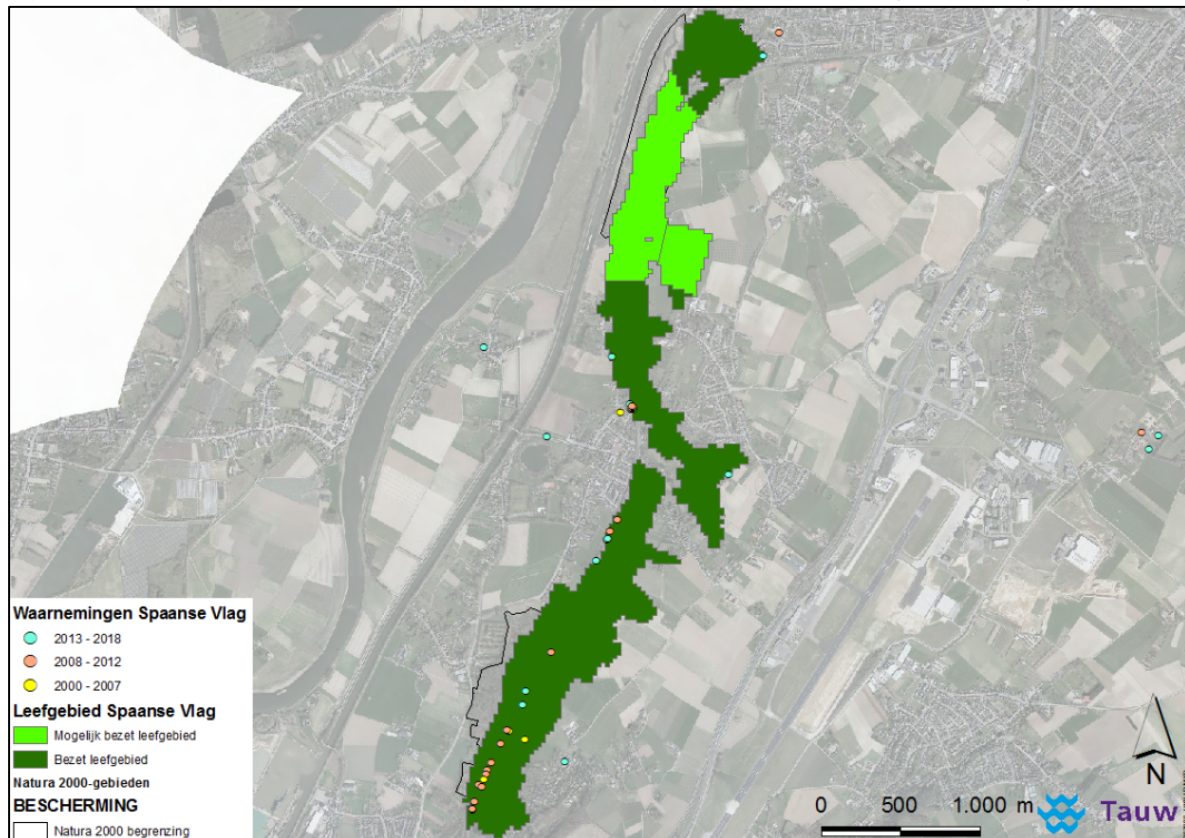 Waarnemingen Spaanse Vlag
2013 - 2018
2008 - 2012
2000 - 2007
Leefgebied Spaanse Vlag
Mogelijk bezet leefgebied
Bezet leefgebied
Natura 2000-gebieden
BESCHERMING
Natura 2000 begrenzing
N
0 500 1.000 m
Tauw